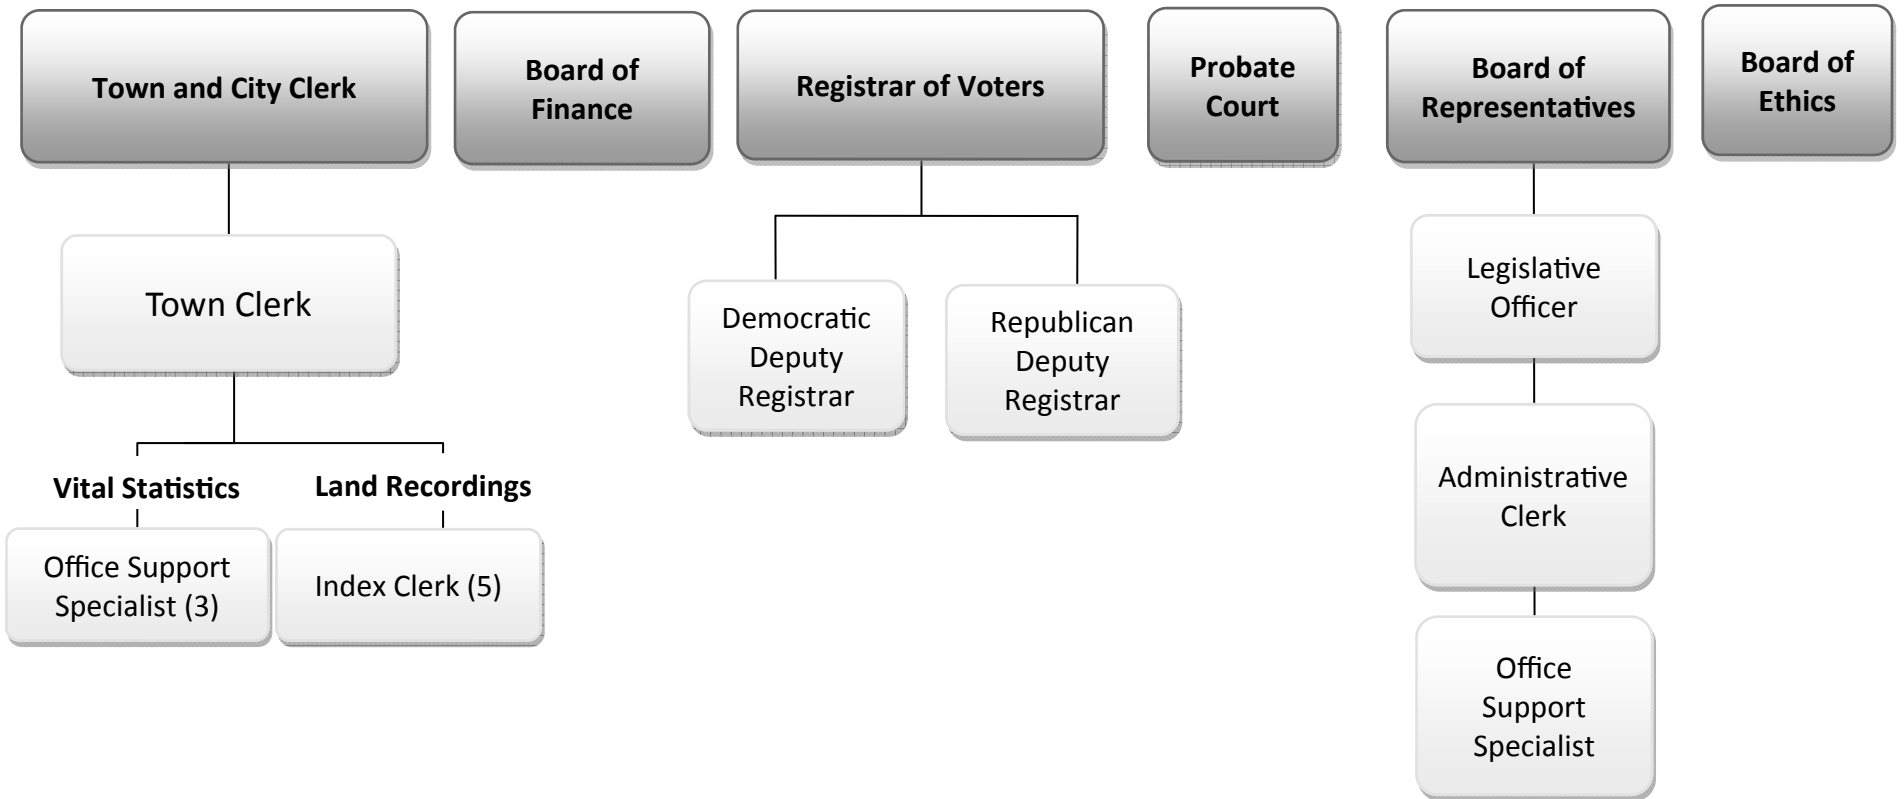 Town and City Clerk
Board of
Finance
Registrar of Voters
Probate
Court
Board of
Representatives
Board of
Ethics
Town Clerk
Vital Statistics
Office Support
Specialist (3)
Land Recordings
Index Clerk (5)
Democratic
Deputy
Registrar
Republican
Deputy
Registrar
Legislative
Officer
Administrative
Clerk
Office
Support
Specialist